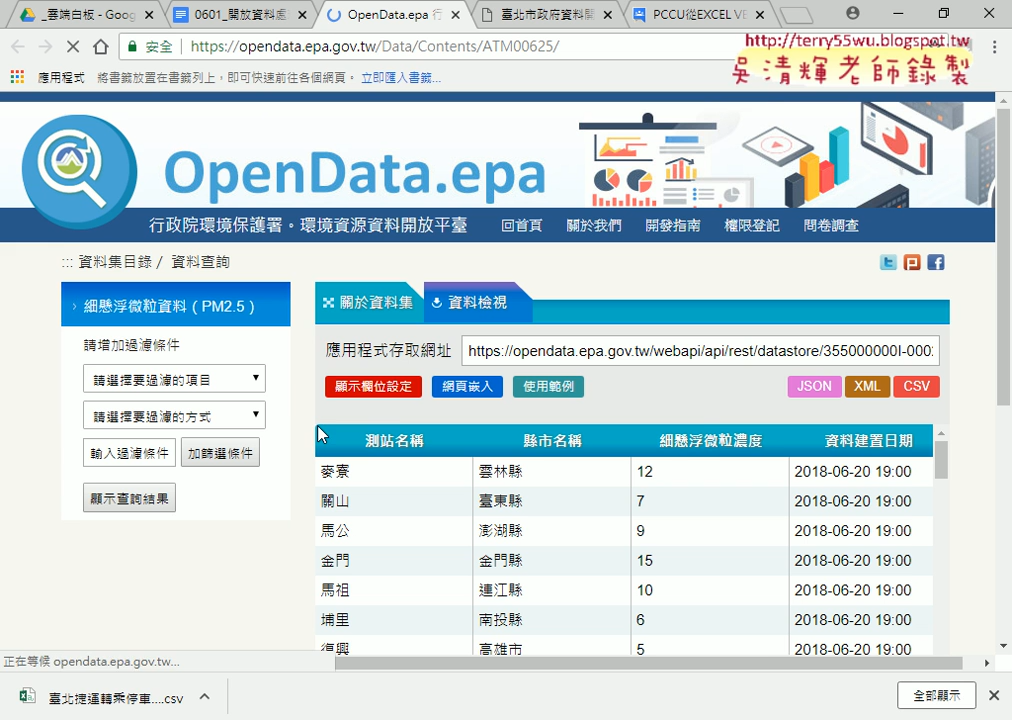 _雲端白板 - Goog
0601_開放資料處
OpenData.epa 行
臺北市政府資料開
PCCU從EXCEL VE
安全 https://opendata.epa.gov.tw/Data/Contents/ATM00625/
http://terry55wu.blogspot.tw
吳清輝老師錄製
應用程式 將書籤放置在書籤列上，即可快速前往各個網頁。 立即匯入書籤...
OpenData.epa
行政院環境保護署。環境資源資料開放平臺 回首頁 關於我們 開發指南 權限登記 問卷調查
::: 資料集目錄 / 資料查詢
細懸浮微粒資料（PM2.5）
請增加過濾條件
請選擇要過濾的項目
請選擇要過濾的方式
輸入過濾條件 加篩選條件
顯示查詢結果
關於資料集 資料檢視
應用程式存取網址 https://opendata.epa.gov.tw/webapi/api/rest/datastore/355000000I-000
顯示欄位設定 網頁嵌入 使用範例 JSON XML CSV
測站名稱 縣市名稱 細懸浮微粒濃度 資料建置日期
麥寮 雲林縣 12 2018-06-20 19:00
關山 臺東縣 7 2018-06-20 19:00
馬公 澎湖縣 9 2018-06-20 19:00
金門 金門縣 15 2018-06-20 19:00
馬祖 連江縣 10 2018-06-20 19:00
埔里 南投縣 6 2018-06-20 19:00
復興 高雄市 5 2018-06-20 19:00
正在等候 opendata.epa.gov.tw...
臺北捷運轉乘停車....csv
全部顯示